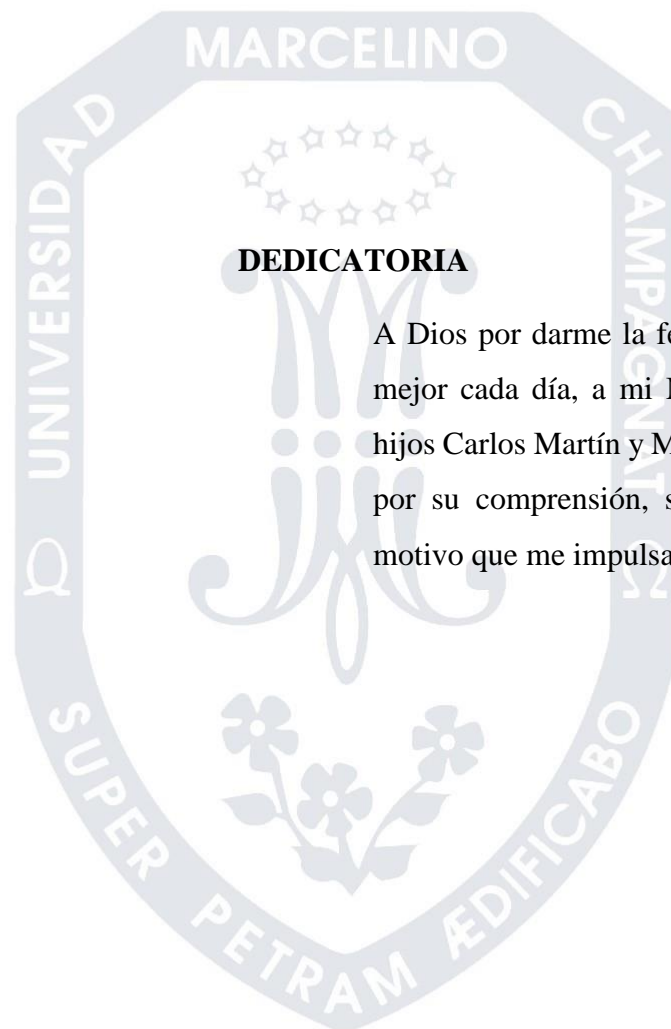 MARCELINO
UNIVERSIDAD
CHAMPAGNAT
DEDICATORIA
A Dios por darme la
mejor cada día, a mi
hijos Carlos Martín y
por su comprensión,
motivo que me impulsa
SUPER PETRAM ÆDIFICABO